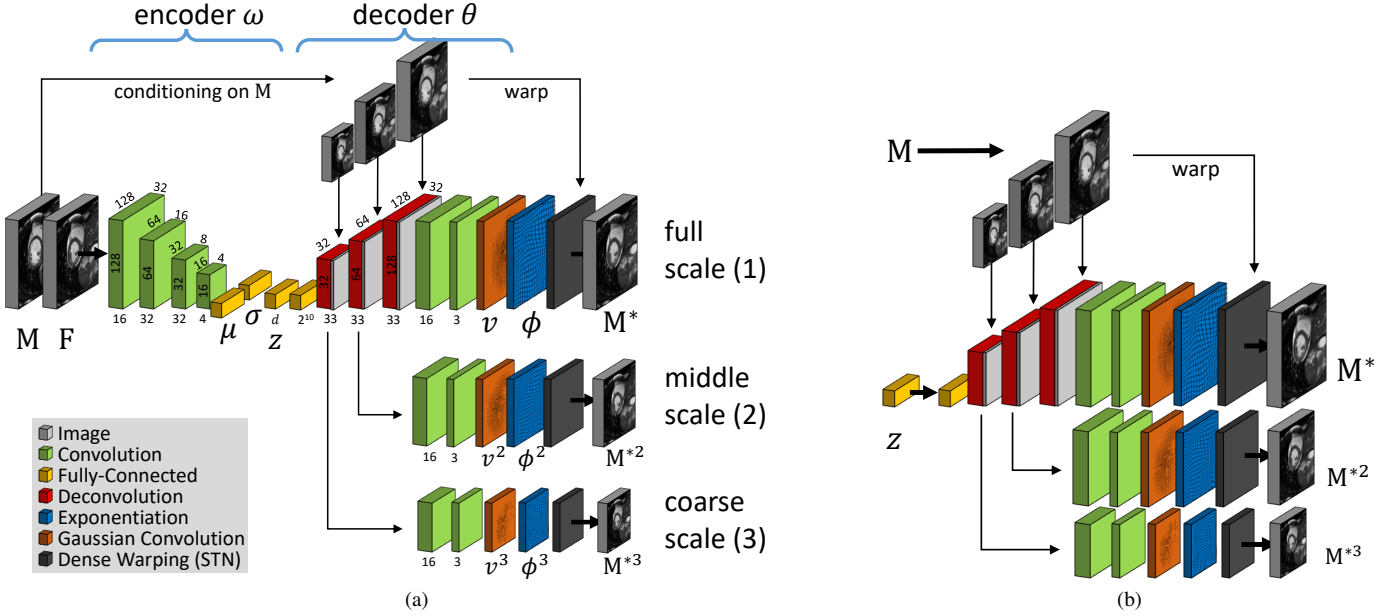 encoder ω
decoder θ
conditioning on M
warp
128
32
128
16
64
16
64
32
32
8
32
32
16
4
16
4
M
F
μ
σ
d
z
2¹⁰
32
32
33
64
64
33
128
32
128
33
16
3
v
ϕ
M*
full
scale (1)
16
3
v²
ϕ²
M*²
middle
scale (2)
16
3
v³
ϕ³
M*³
coarse
scale (3)
Image
Convolution
Fully-Connected
Deconvolution
Exponentiation
Gaussian Convolution
Dense Warping (STN)
(a)
M
warp
z
M*
M*²
M*³
(b)